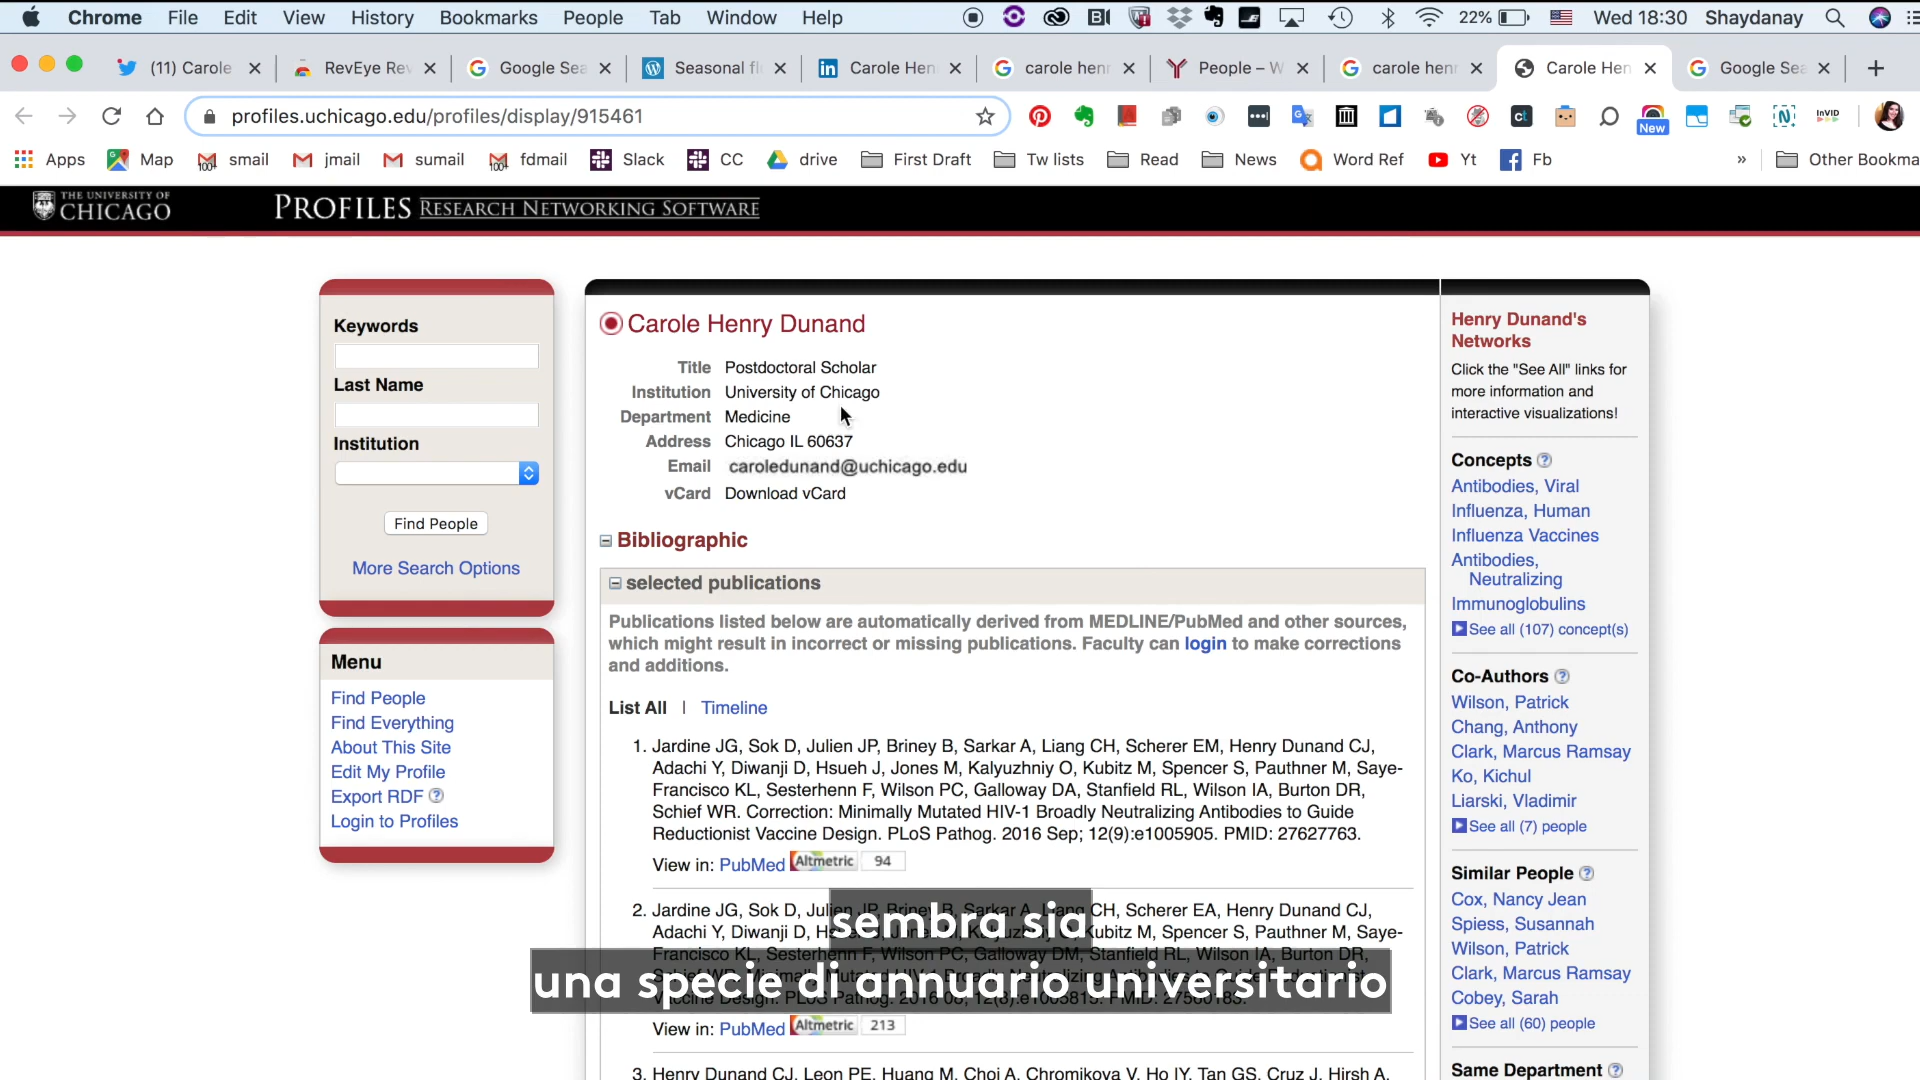 Chrome File Edit View History Bookmarks People Tab Window Help 22% Wed 18:30 Shaydanay
(11) Carole RevEye Rev Google Sea Seasonal fl Carole Hen carole henr People – W carole henr Carole Hen Google Sea
profiles.uchicago.edu/profiles/display/915461
New
InVID
Apps Map smail jmail sumail fdmail Slack CC drive First Draft Tw lists Read News Word Ref Yt Fb » Other Bookma
THE UNIVERSITY OF
CHICAGO
PROFILES RESEARCH NETWORKING SOFTWARE
Keywords
Last Name
Institution
Find People
More Search Options
Menu
Find People
Find Everything
About This Site
Edit My Profile
Export RDF
Login to Profiles
Carole Henry Dunand
Title Postdoctoral Scholar
Institution University of Chicago
Department Medicine
Address Chicago IL 60637
Email caroledunand@uchicago.edu
vCard Download vCard
Bibliographic
selected publications
Publications listed below are automatically derived from MEDLINE/PubMed and other sources,
which might result in incorrect or missing publications. Faculty can login to make corrections
and additions.
List All | Timeline
1. Jardine JG, Sok D, Julien JP, Briney B, Sarkar A, Liang CH, Scherer EM, Henry Dunand CJ,
Adachi Y, Diwanji D, Hsueh J, Jones M, Kalyuzhniy O, Kubitz M, Spencer S, Pauthner M, Saye-
Francisco KL, Sesterhenn F, Wilson PC, Galloway DA, Stanfield RL, Wilson IA, Burton DR,
Schief WR. Correction: Minimally Mutated HIV-1 Broadly Neutralizing Antibodies to Guide
Reductionist Vaccine Design. PLoS Pathog. 2016 Sep; 12(9):e1005905. PMID: 27627763.
View in: PubMed Altmetric 94
2. Jardine JG, Sok D, Julien JP, Briney B, Sarkar A, Liang CH, Scherer EA, Henry Dunand CJ,
Adachi Y, Diwanji D, Kubitz M, Spencer S, Pauthner M, Saye-
sembra sia
una specie di annuario universitario
View in: PubMed Altmetric 213
3. Henry Dunand CJ, Leon PE, Huang M, Choi A, Chromikova V, Ho IY, Tan GS, Cruz J, Hirsh A,
Henry Dunand's
Networks
Click the "See All" links for
more information and
interactive visualizations!
Concepts
Antibodies, Viral
Influenza, Human
Influenza Vaccines
Antibodies,
Neutralizing
Immunoglobulins
See all (107) concept(s)
Co-Authors
Wilson, Patrick
Chang, Anthony
Clark, Marcus Ramsay
Ko, Kichul
Liarski, Vladimir
See all (7) people
Similar People
Cox, Nancy Jean
Spiess, Susannah
Wilson, Patrick
Clark, Marcus Ramsay
Cobey, Sarah
See all (60) people
Same Department